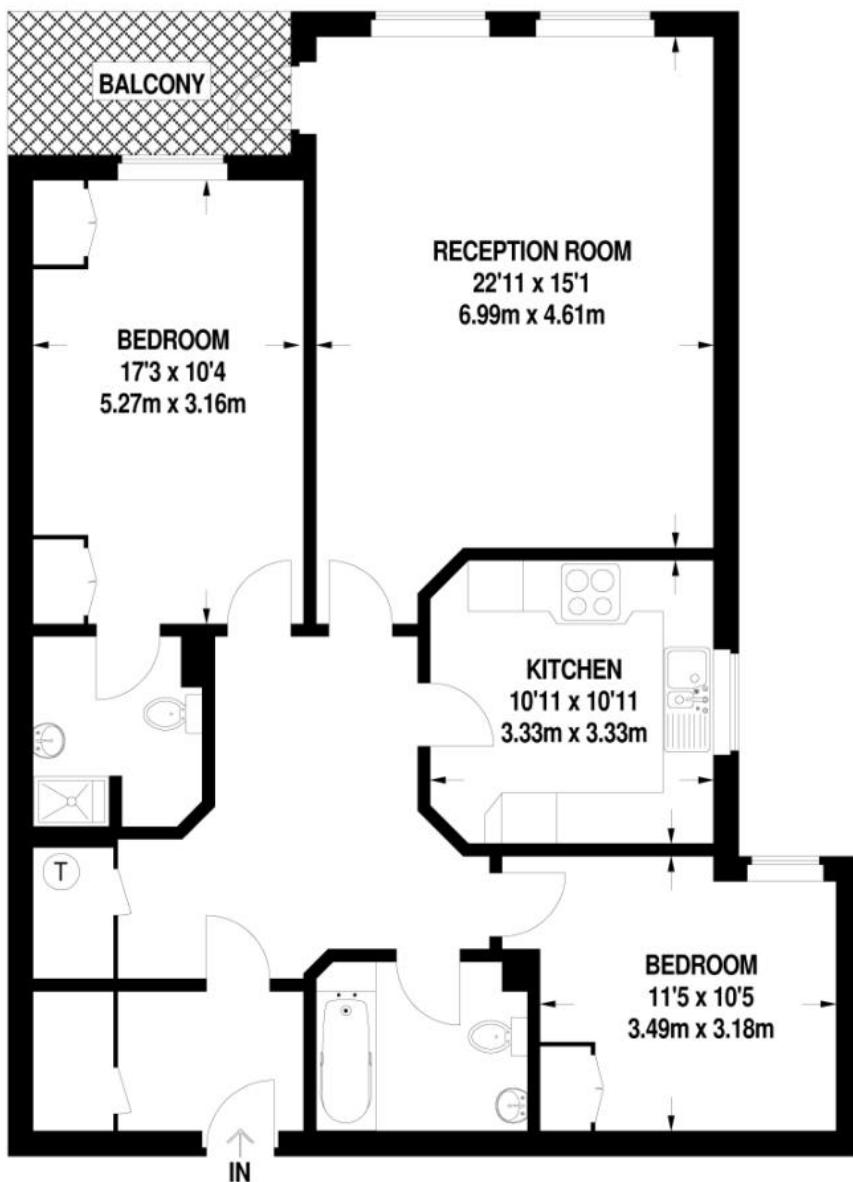 BALCONY
RECEPTION ROOM
22'11 x 15'1
6.99m x 4.61m
BEDROOM
17'3 x 10'4
5.27m x 3.16m
KITCHEN
10'11 x 10'11
3.33m x 3.33m
T
BEDROOM
11'5 x 10'5
3.49m x 3.18m
IN